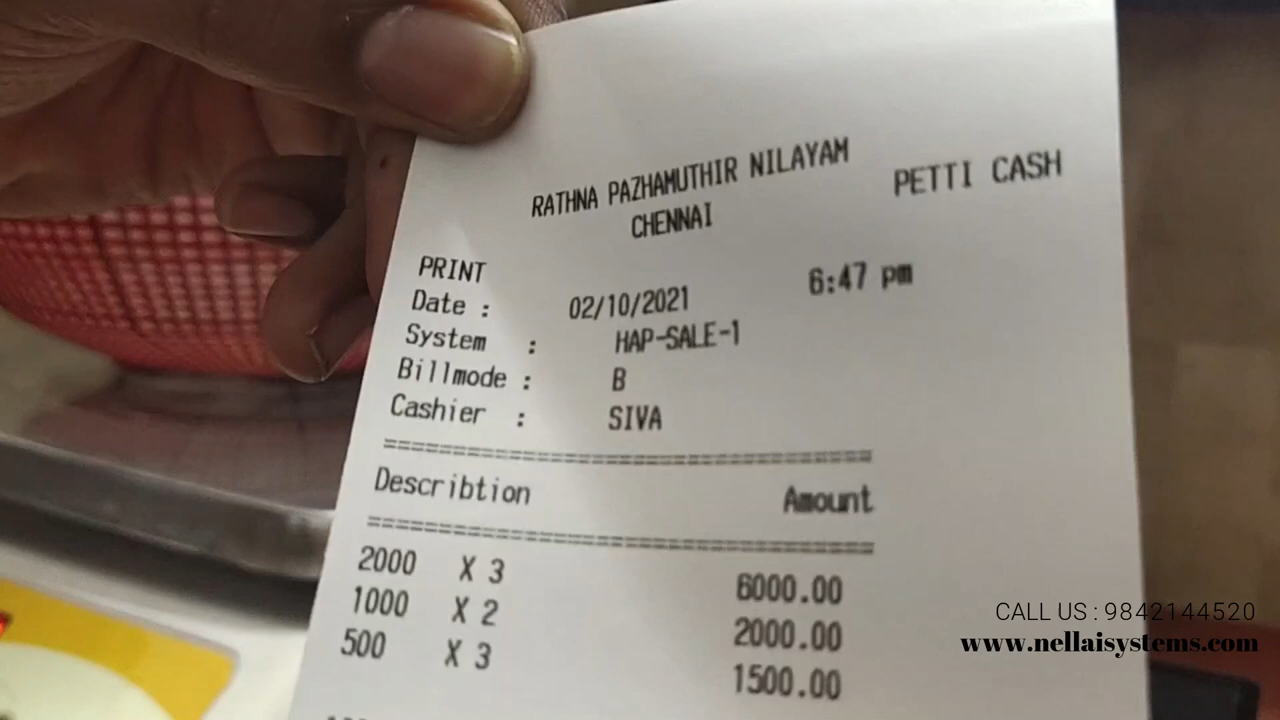 RATHNA PAZHAMUTHIR NILAYAM PETTI CASH
CHENNAI
PRINT
Date : 02/10/2021 6:47 pm
System : HAP-SALE-1
Billmode : B
Cashier : SIVA
Describtion Amount
2000 X 3 6000.00
1000 X 2 2000.00
500 X 3 1500.00
CALL US : 9842144520
www.nellaisystems.com